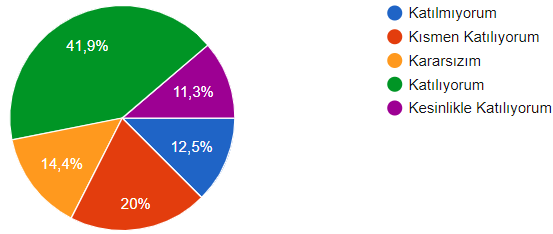 Katılmıyorum
Kısmen Katılıyorum
Kararsızım
Katılıyorum
Kesinlikle Katılıyorum
41,9%
11,3%
12,5%
14,4%
20%